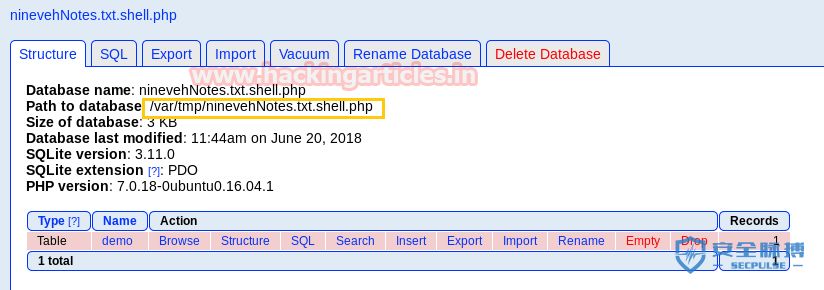 ninevehNotes.txt.shell.php
Structure SQL Export Import Vacuum Rename Database Delete Database
www.hackingarticles.in
Database name: ninevehNotes.txt.shell.php
Path to database /var/tmp/ninevehNotes.txt.shell.php
Size of database: 3 KB
Database last modified: 11:44am on June 20, 2018
SQLite version: 3.11.0
SQLite extension [?]: PDO
PHP version: 7.0.18-0ubuntu0.16.04.1
Type [?] Name Action Records
Table demo Browse Structure SQL Search Insert Export Import Rename Empty Drop 1
1 total 1
安全脉搏
SECPULSE